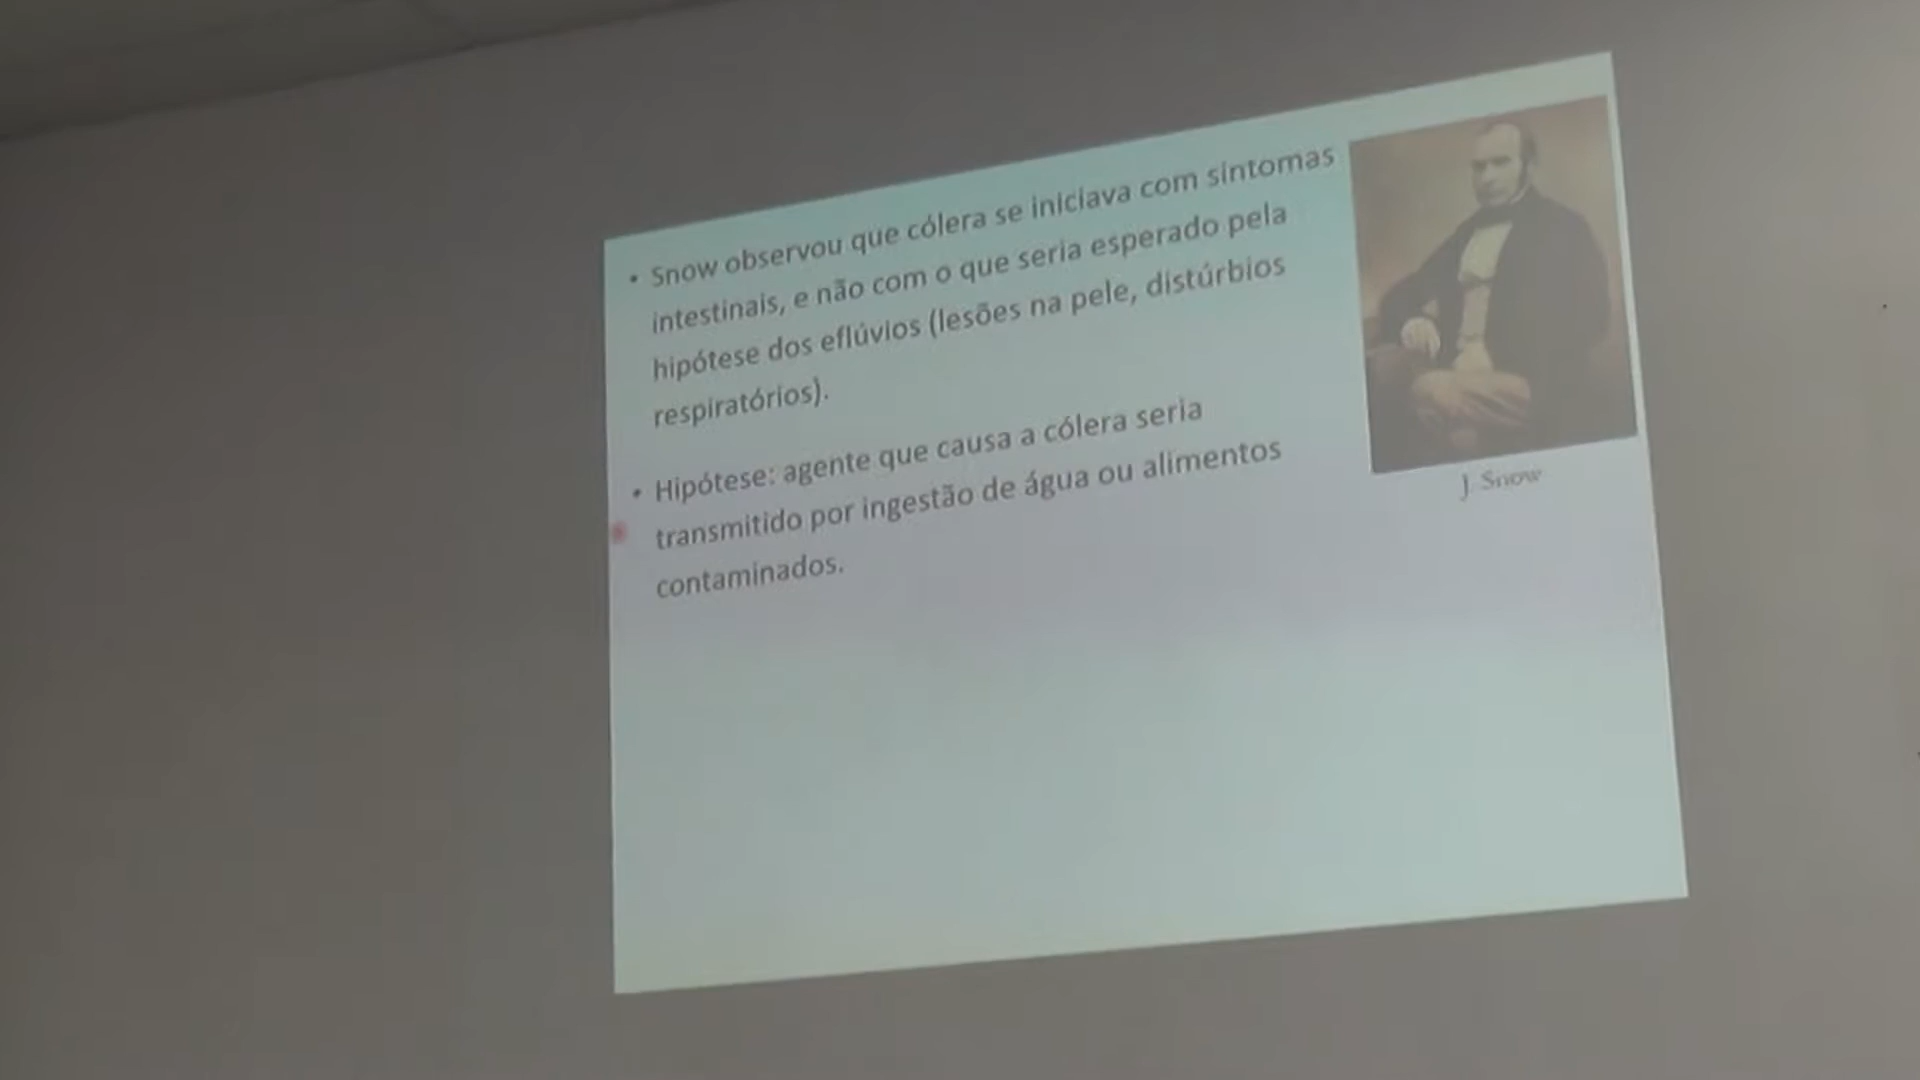 • Snow observou que cólera se iniciava com sintomas
intestinais, e não com o que seria esperado pela
hipótese dos eflúvios (lesões na pele, distúrbios
respiratórios).
• Hipótese: agente que causa a cólera seria
transmitido por ingestão de água ou alimentos
contaminados.
J. Snow